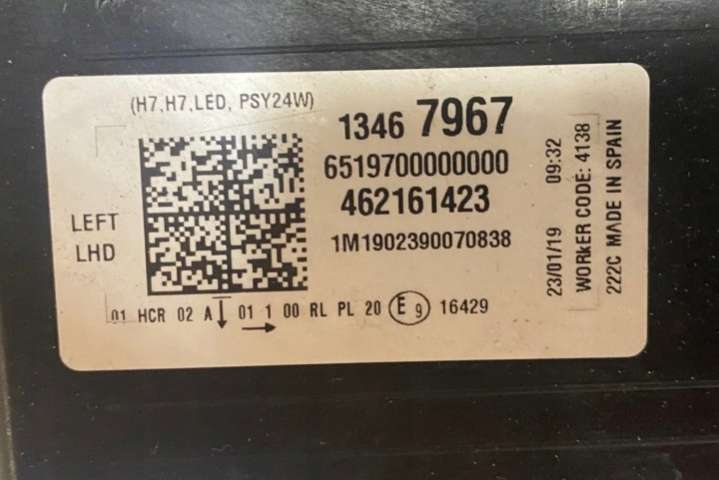 (H7,H7,LED, PSY24W)
1346 7967
6519700000000
462161423
1M1902390070838
LEFT
LHD
01 HCR 02 A 01 1 00 RL PL 20 E9 16429
23/01/19 09:32
WORKER CODE: 4138
222C MADE IN SPAIN